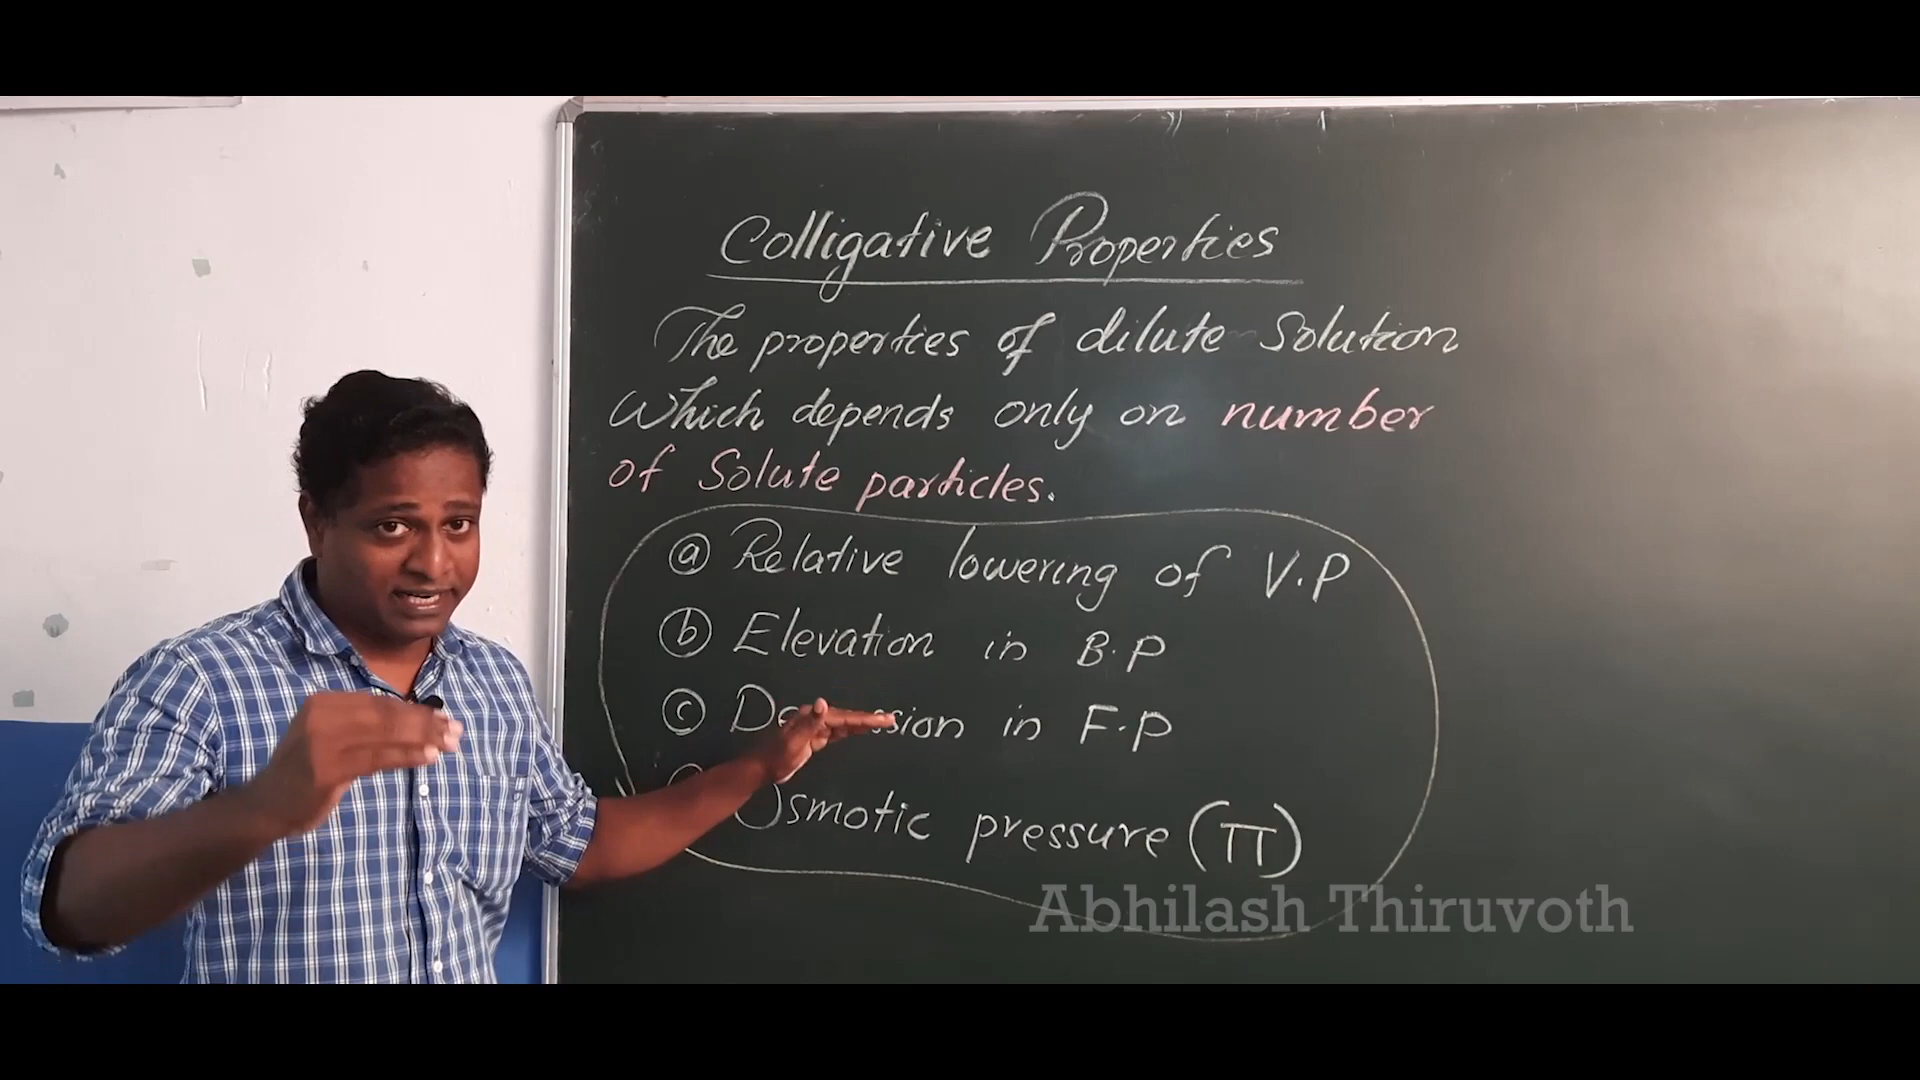 Colligative Properties
The properties of dilute Solution
Which depends only on number
of Solute particles.
(a) Relative lowering of V.P
(b) Elevation in B.P
(c) in F.P
Osmotic pressure (π)
Abhilash Thiruvoth